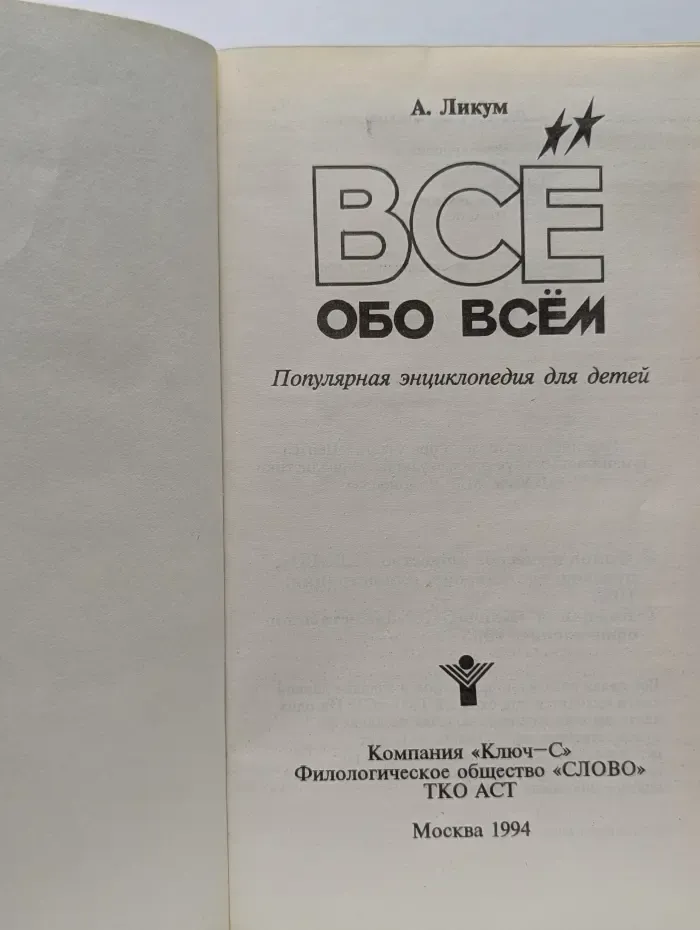 А. Ликум
ВСЁ
ОБО ВСЁМ
Популярная энциклопедия для детей
Компания «Ключ—С»
Филологическое общество «СЛОВО»
ТКО АСТ
Москва 1994